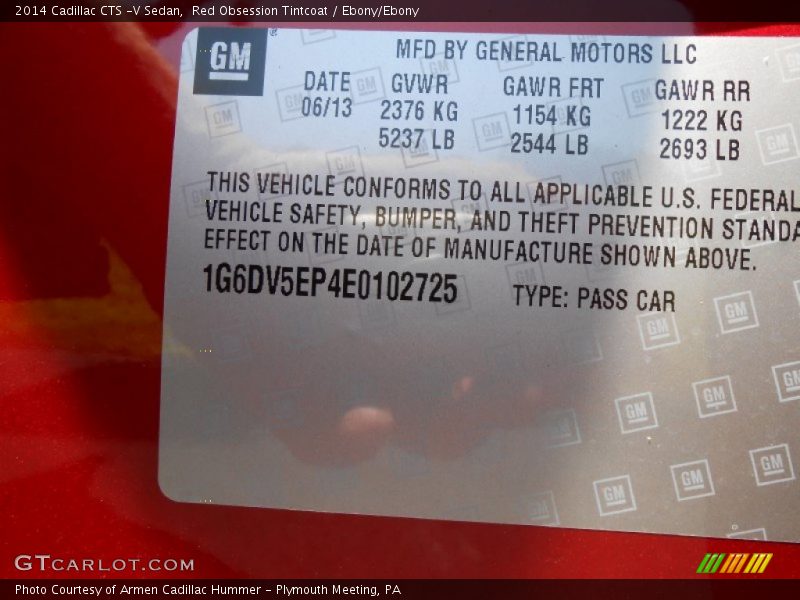 2014 Cadillac CTS -V Sedan,  Red Obsession Tintcoat / Ebony/Ebony
GM
MFD BY GENERAL MOTORS LLC
DATE GVWR GAWR FRT GAWR RR
06/13 2376 KG 1154 KG 1222 KG
5237 LB 2544 LB 2693 LB
THIS VEHICLE CONFORMS TO ALL APPLICABLE U.S. FEDERAL
VEHICLE SAFETY, BUMPER, AND THEFT PREVENTION STANDA
EFFECT ON THE DATE OF MANUFACTURE SHOWN ABOVE.
1G6DV5EP4E0102725 TYPE: PASS CAR
GTCARLOT.COM
Photo Courtesy of Armen Cadillac Hummer - Plymouth Meeting, PA